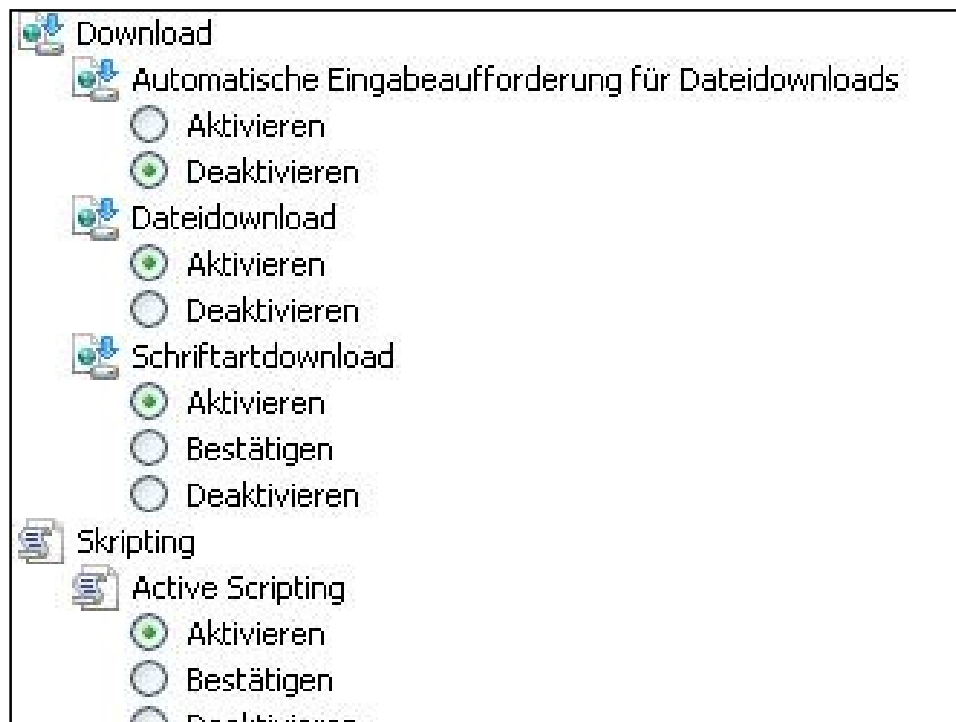 Download
Automatische Eingabeaufforderung für Dateidownloads
Aktivieren
Deaktivieren
Dateidownload
Aktivieren
Deaktivieren
Schriftartdownload
Aktivieren
Bestätigen
Deaktivieren
Skripting
Active Scripting
Aktivieren
Bestätigen
Deaktivieren